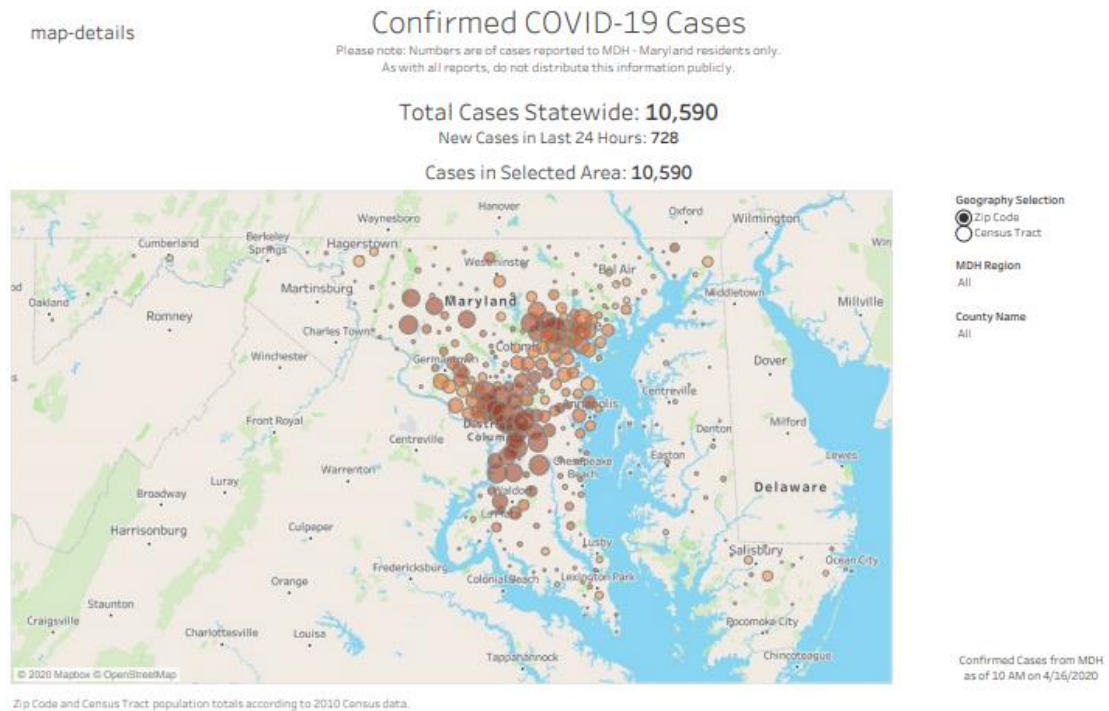 map-details
Confirmed COVID-19 Cases
Please note: Numbers are of cases reported to MDH - Maryland residents only.
As with all reports, do not distribute this information publicly.
Total Cases Statewide: 10,590
New Cases in Last 24 Hours: 728
Cases in Selected Area: 10,590
Geography Selection
Zip Code
Census Tract
MDH Region
All
County Name
All
Waynesboro
Hanover
Oxford
Wilmington
Cumberland
Berkeley
Springs
Hagerstown
Westminster
Bel Air
Oakland
Martinsburg
Maryland
Middletown
Millville
Romney
Charles Town
Winchester
Germantown
Dover
Centreville
Annapolis
Front Royal
Centreville
Denton
Milford
Warrenton
Chesapeake
Beach
Easton
Lewes
Luray
Broadway
Waldorf
Delaware
Harrisonburg
Culpeper
Lusby
Salisbury
Ocean City
Fredericksburg
Colonial Beach
Lexington Park
Orange
Staunton
Craigsville
Charlottesville
Louisa
Pocomoke City
Tappahannock
Chincoteague
© 2020 Mapbox © OpenStreetMap
Confirmed Cases from MDH
as of 10 AM on 4/16/2020
Zip Code and Census Tract population totals according to 2010 Census data.